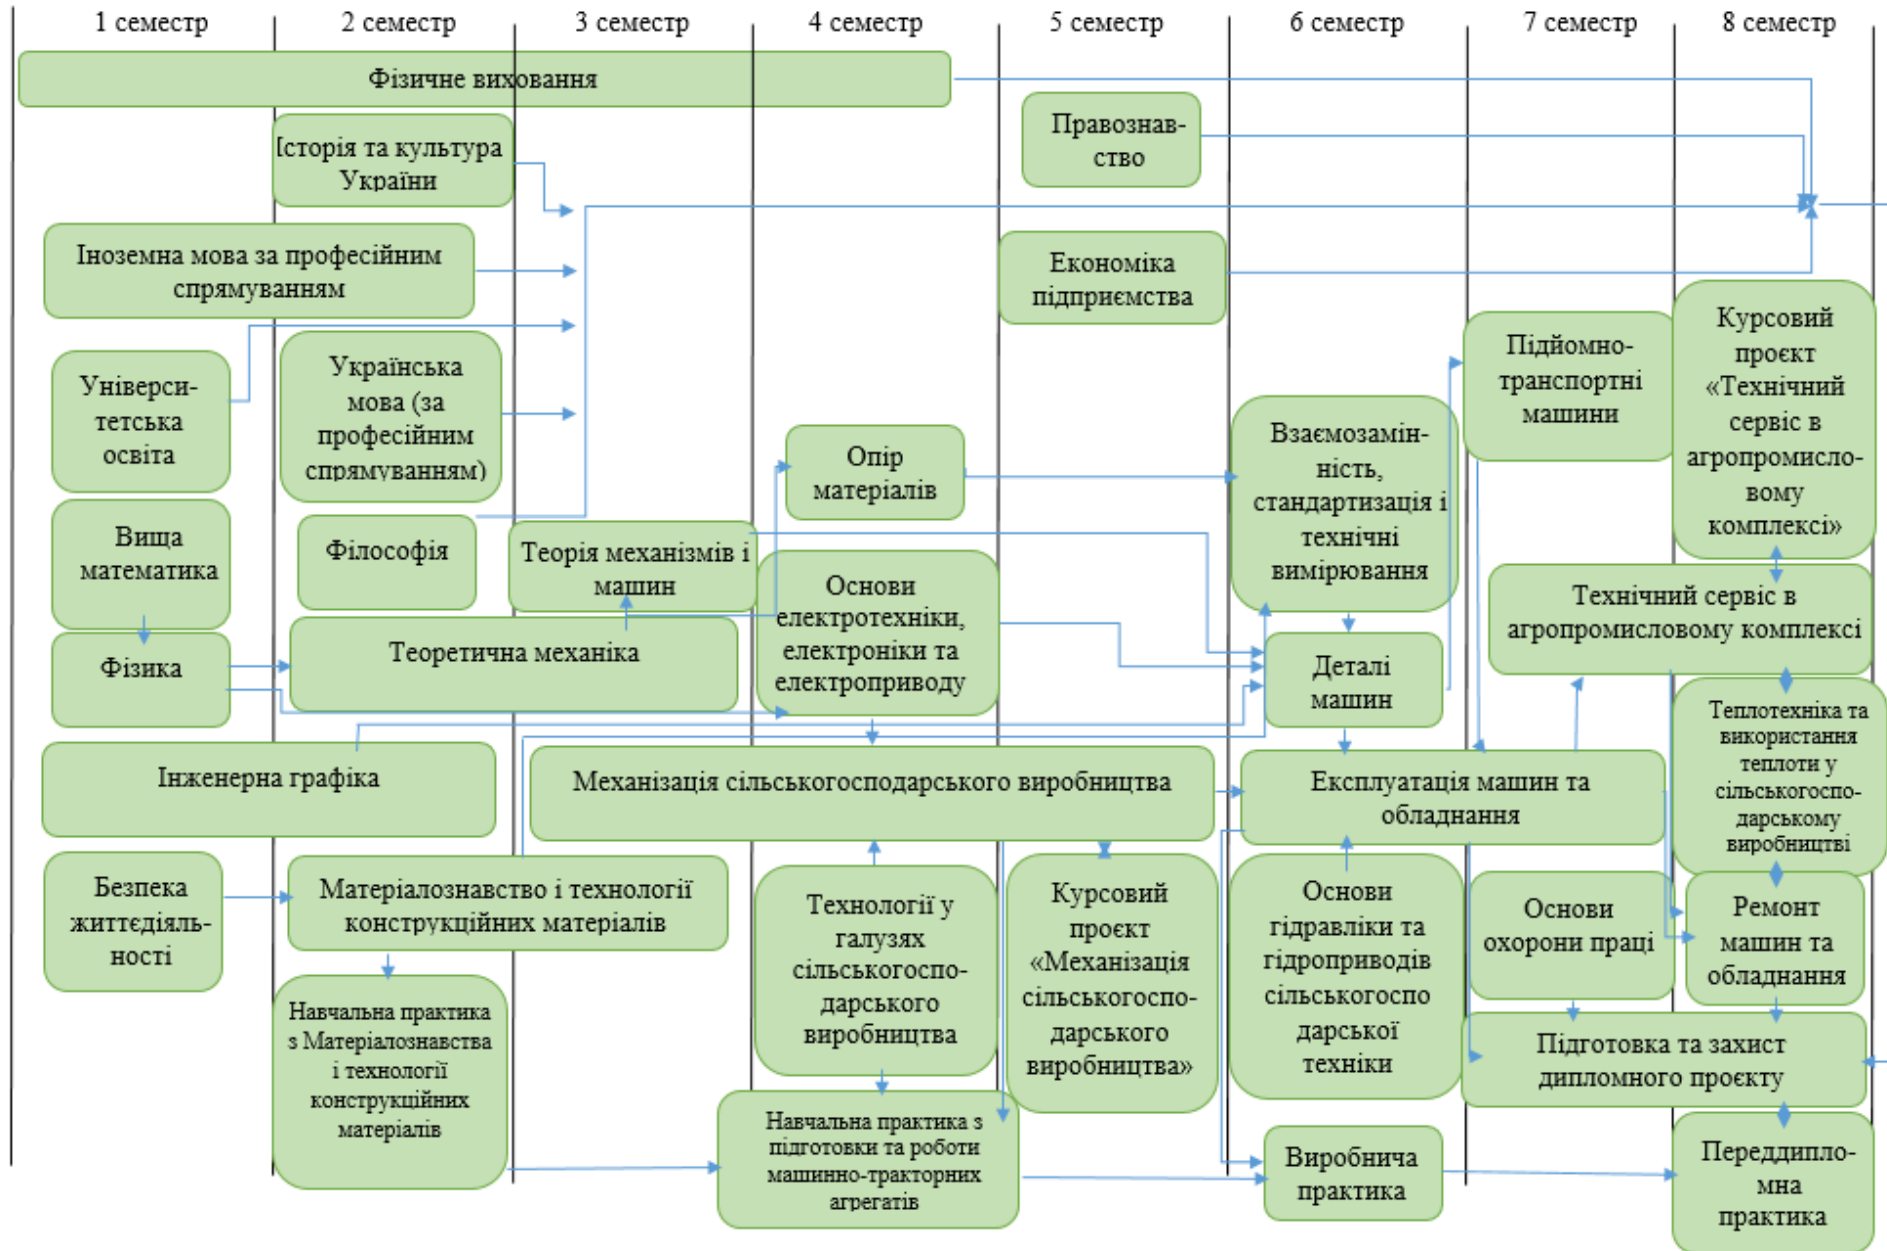 1 семестр
2 семестр
3 семестр
4 семестр
5 семестр
6 семестр
7 семестр
8 семестр
Фізичне виховання
Історія та культура
України
Правознав-
ство
Іноземна мова за професійним
спрямуванням
Економіка
підприємства
Універси-
тетська
освіта
Українська
мова (за
професійним
спрямуванням)
Підйомно-
транспортні
машини
Курсовий
проєкт
«Технічний
сервіс в
агропромисло-
вому
комплексі»
Опір
матеріалів
Взаємозамін-
ність,
стандартизація і
технічні
вимірювання
Вища
математика
Філософія
Теорія механізмів і
машин
Основи
електротехніки,
електроніки та
електроприводу
Технічний сервіс в
агропромисловому комплексі
Фізика
Теоретична механіка
Деталі
машин
Теплотехніка та
використання
теплоти у
сільськогоспо-
дарському
виробництві
Інженерна графіка
Механізація сільськогосподарського виробництва
Експлуатація машин та
обладнання
Безпека
життєдіяль-
ності
Матеріалознавство і технології
конструкційних матеріалів
Технології у
галузях
сільськогоспо-
дарського
виробництва
Курсовий
проєкт
«Механізація
сільськогоспо-
дарського
виробництва»
Основи
гідравліки та
гідроприводів
сільськогоспо
дарської
техніки
Основи
охорони праці
Ремонт
машин та
обладнання
Навчальна практика
з Матеріалознавства
і технології
конструкційних
матеріалів
Підготовка та захист
дипломного проєкту
Навчальна практика з
підготовки та роботи
машинно-тракторних
агрегатів
Виробнича
практика
Переддипло-
мна
практика